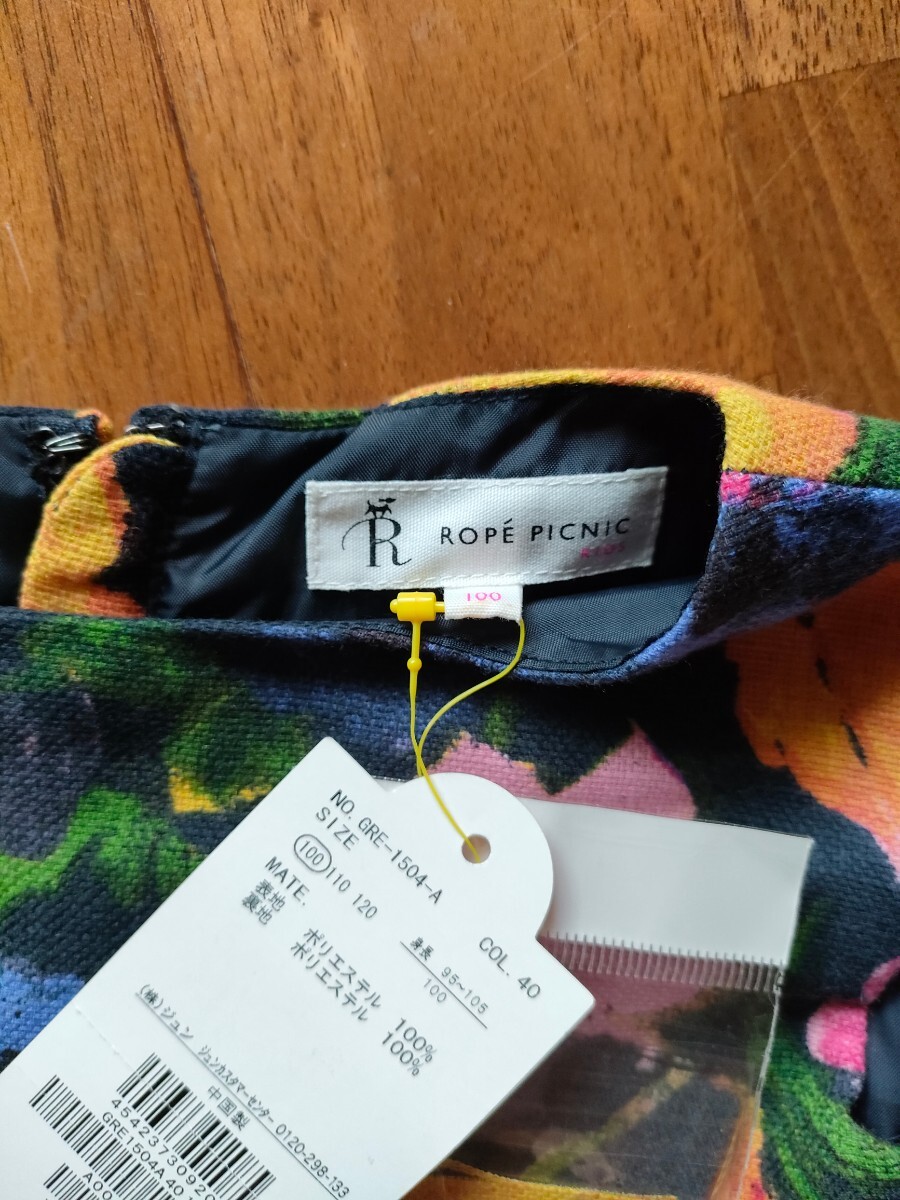 R ROPÉ PICNIC
KIDS
100
NO. GRE-1504-A
SIZE
100 110 120
COL. 40
MATE.
身長 95~105
100
表地 ポリエステル 100%
裏地 ポリエステル 100%
(株)ジュン ジュンカスタマーセンター 0120-298-133
中国製
4542373092
GRE1504A40
A00